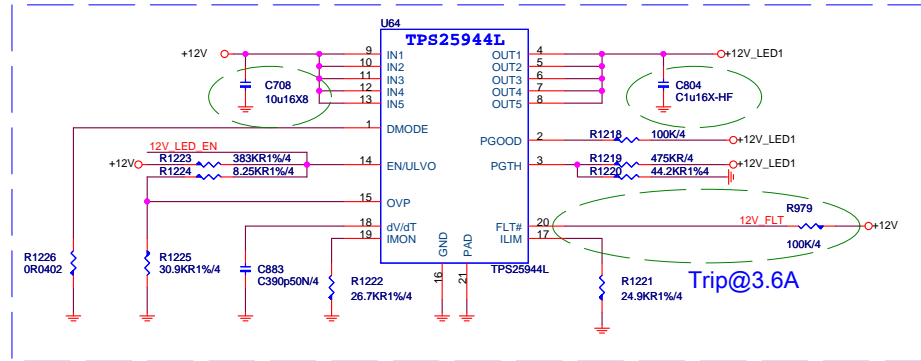 U64
TPS25944L
+12V
9 IN1 OUT1 4 +12V_LED1
10 IN2 OUT2 5
11 IN3 OUT3 6
12 IN4 OUT4 7
13 IN5 OUT5 8
C708
10u16X8
C804
C1u16X-HF
1 DMODE
PGOOD 2 R1218 100K/4 +12V_LED1
12V_LED_EN
+12V R1223 383KR1%/4 14 EN/ULVO
R1224 8.25KR1%/4
PGTH 3 R1219 475KR/4 +12V_LED1
R1220 44.2KR1%4
15 OVP
18 dV/dT
19 IMON
FLT# 20 12V_FLT R979 +12V
100K/4
ILIM 17
GND PAD
16 21
TPS25944L
R1226
0R0402
R1225
30.9KR1%/4
C883
C390p50N/4
R1222
26.7KR1%/4
R1221
24.9KR1%/4
Trip@3.6A